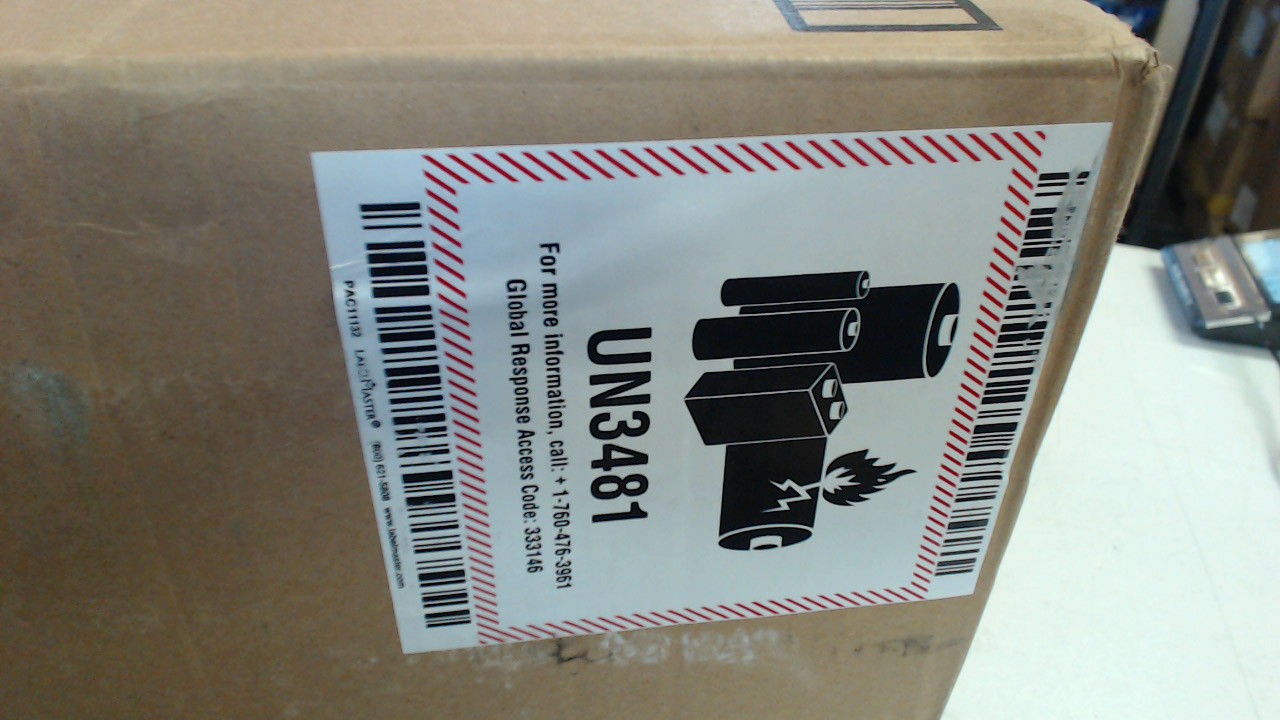 UN3481
For more information, call: + 1-760-476-3961
Global Response Access Code: 333146
PAC11132 LABELMASTER® (800) 621-5808 www.labelmaster.com